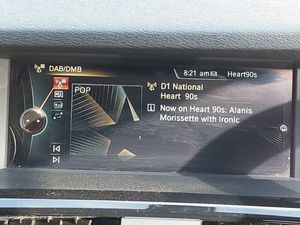 DAB/DMB
8:21 am Heart90s
POP
D1 National
Heart 90s
Now on Heart 90s: Alanis
Morissette with Ironic